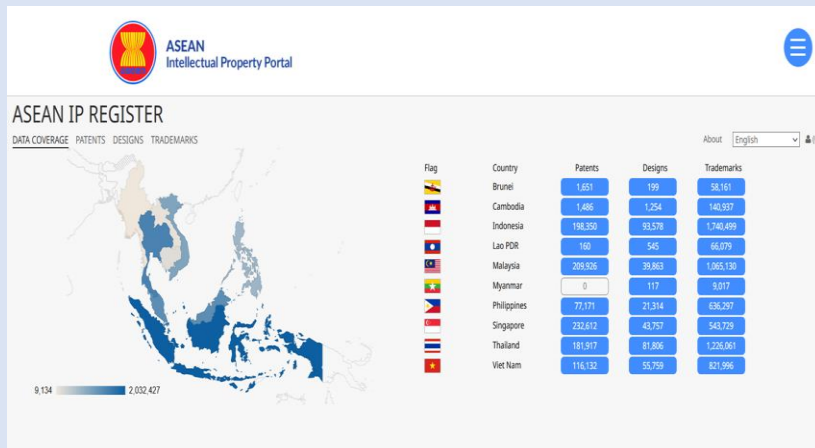 ASEAN
Intellectual Property Portal
ASEAN IP REGISTER
DATA COVERAGE PATENTS DESIGNS TRADEMARKS
About English
Flag Country Patents Designs Trademarks
Brunei 1,651 199 58,161
Cambodia 1,486 1,254 140,937
Indonesia 198,350 93,578 1,740,499
Lao PDR 160 545 66,079
Malaysia 209,926 39,863 1,065,130
Myanmar 0 117 9,017
Philippines 77,171 21,314 636,297
Singapore 232,612 43,757 543,729
Thailand 181,917 81,806 1,226,061
Viet Nam 116,132 55,759 821,996
9,134 2,032,427